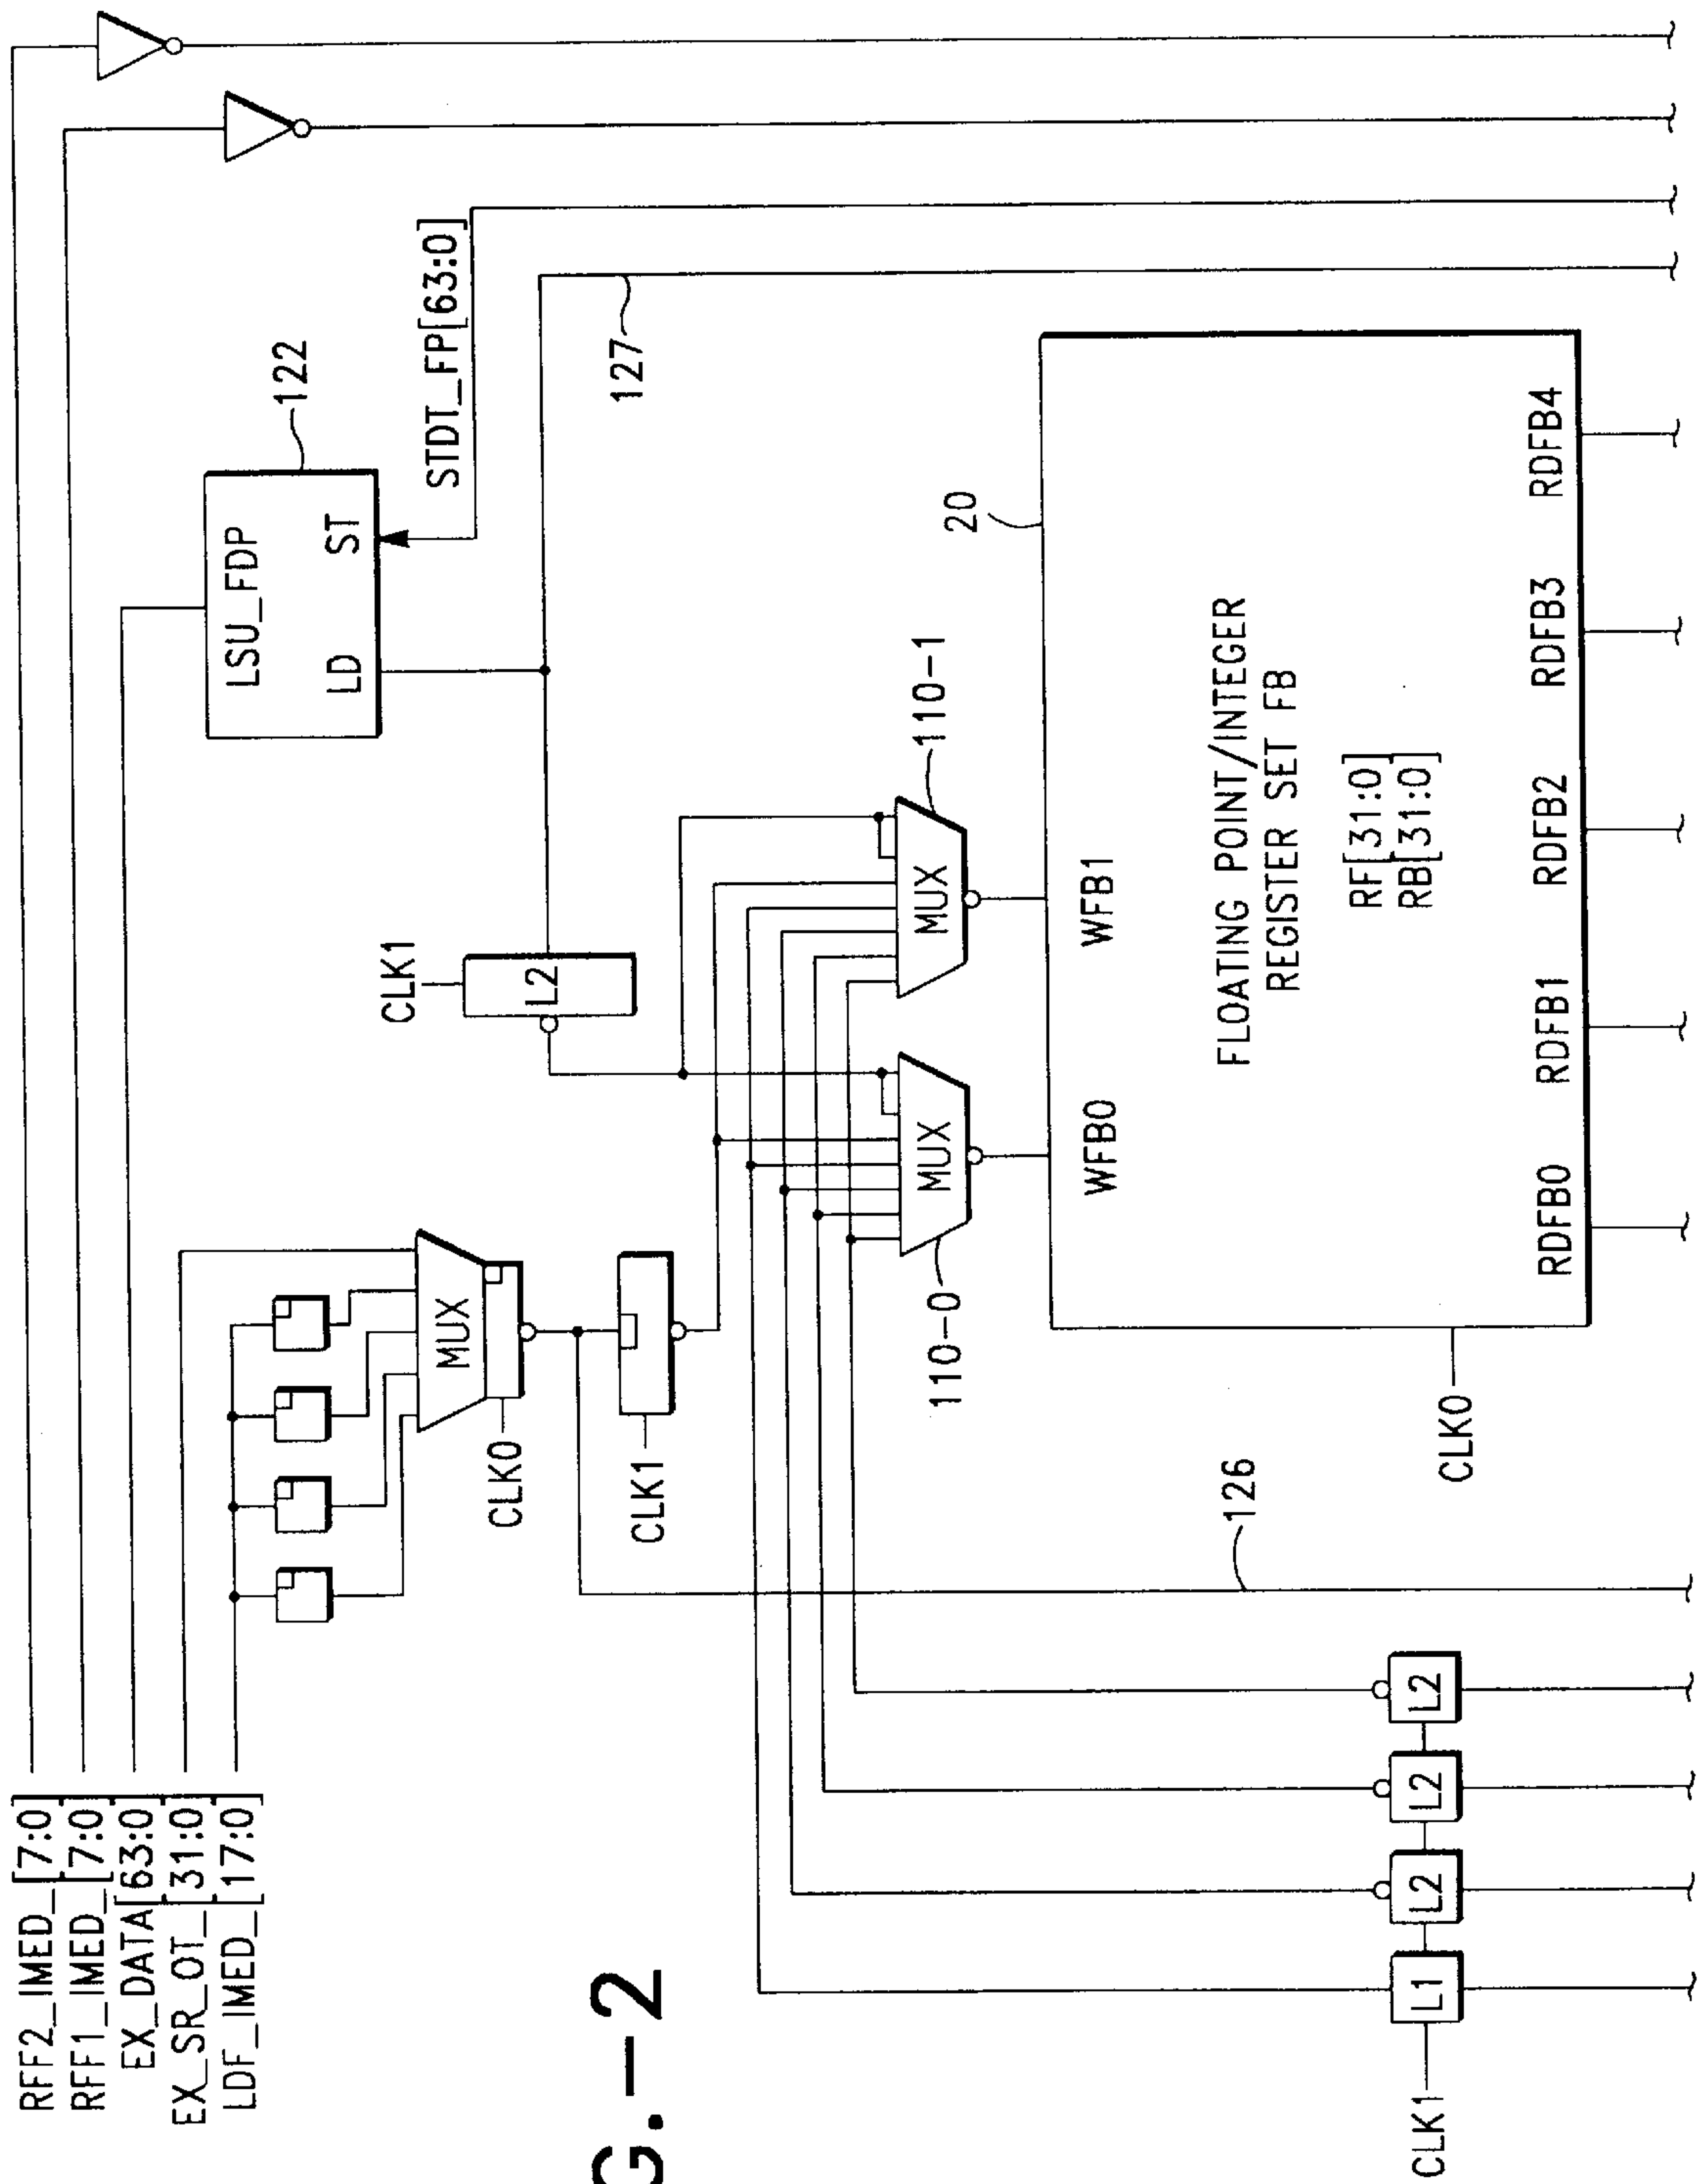 RFF2_IMED_[7:0]
RFF1_IMED_[7:0]
EX_DATA[63:0]
EX_SR_OT_[31:0]
LDF_IMED_[17:0]
LSU_FDP
LD ST
122
STDT_FP[63:0]
127
MUX
CLK0
CLK1
CLK1
L2
MUX
110-0
MUX
110-1
20
WFB0
WFB1
FLOATING POINT/INTEGER
REGISTER SET FB
RF[31:0]
RB[31:0]
RDFB0
RDFB1
RDFB2
RDFB3
RDFB4
CLK0
126
CLK1
L1
L2
L2
L2
G.-2